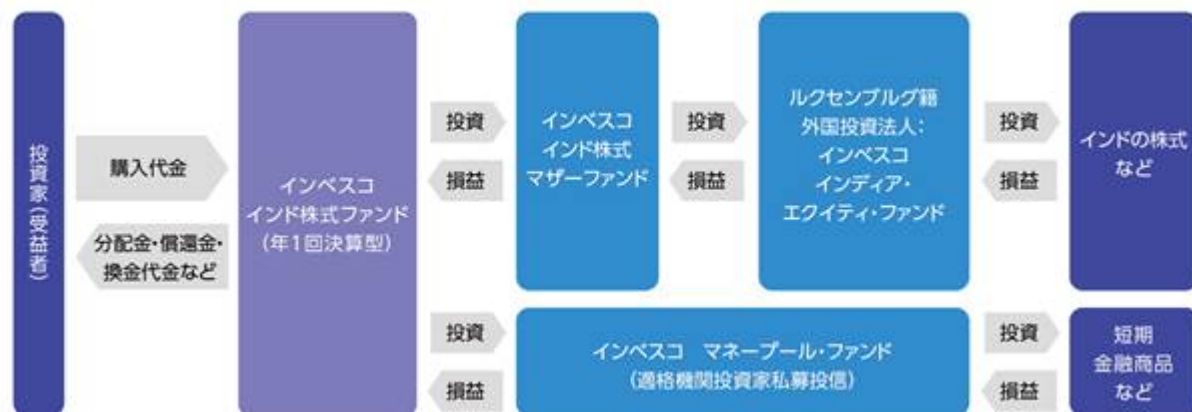 投資家(受益者)
購入代金
分配金・償還金・
換金代金など
インベスコ
インド株式ファンド
(年1回決算型)
投資
損益
インベスコ
インド株式
マザーファンド
投資
損益
ルクセンブルグ籍
外国投資法人:
インベスコ
インディア・
エクイティ・ファンド
投資
損益
インドの株式
など
投資
損益
インベスコ マネープール・ファンド
(適格機関投資家私募投信)
投資
損益
短期
金融商品
など